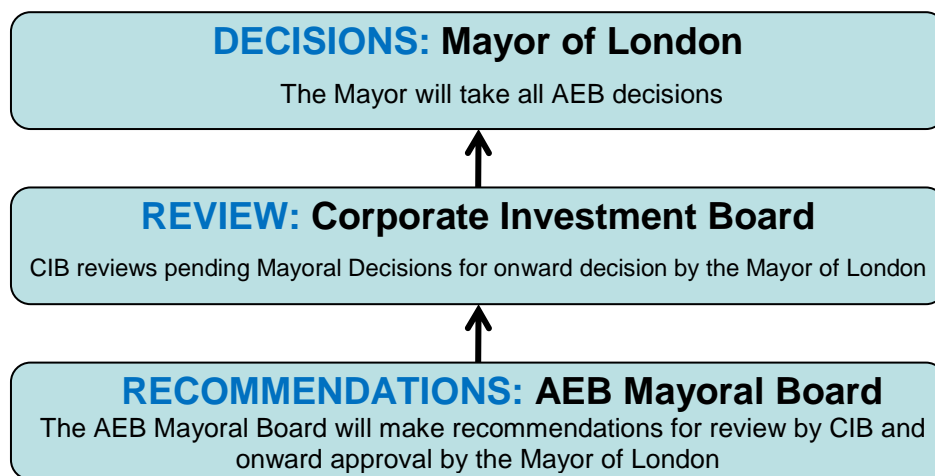 DECISIONS: Mayor of London
The Mayor will take all AEB decisions
REVIEW: Corporate Investment Board
CIB reviews pending Mayoral Decisions for onward decision by the Mayor of London
RECOMMENDATIONS: AEB Mayoral Board
The AEB Mayoral Board will make recommendations for review by CIB and
onward approval by the Mayor of London